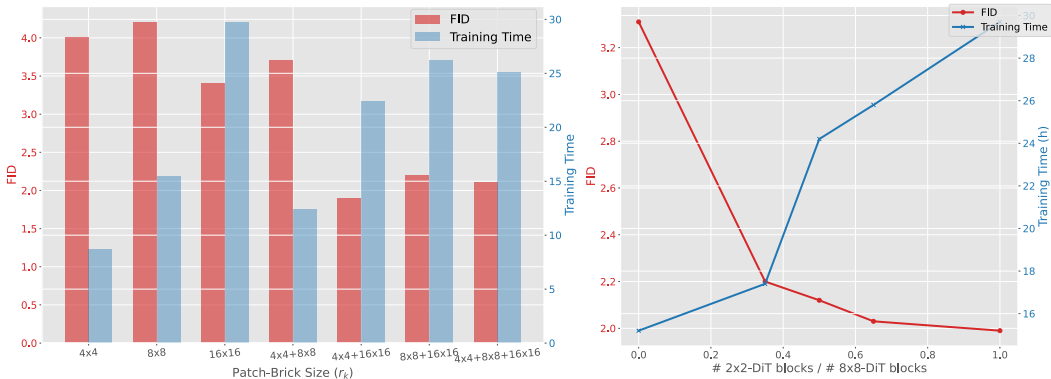 FID
Training Time
4.0
3.5
3.0
2.5
2.0
1.5
1.0
0.5
0.0
FID
30
25
20
15
10
5
0
Training Time
4x4
8x8
16x16
4x4+8x8
4x4+16x16
8x8+16x16
4x4+8x8+16x16
Patch-Brick Size (rₖ)
FID
Training Time
3.2
3.0
2.8
2.6
2.4
2.2
2.0
FID
30
28
26
24
22
20
18
16
Training Time (h)
0.0
0.2
0.4
0.6
0.8
1.0
# 2x2-DiT blocks / # 8x8-DiT blocks